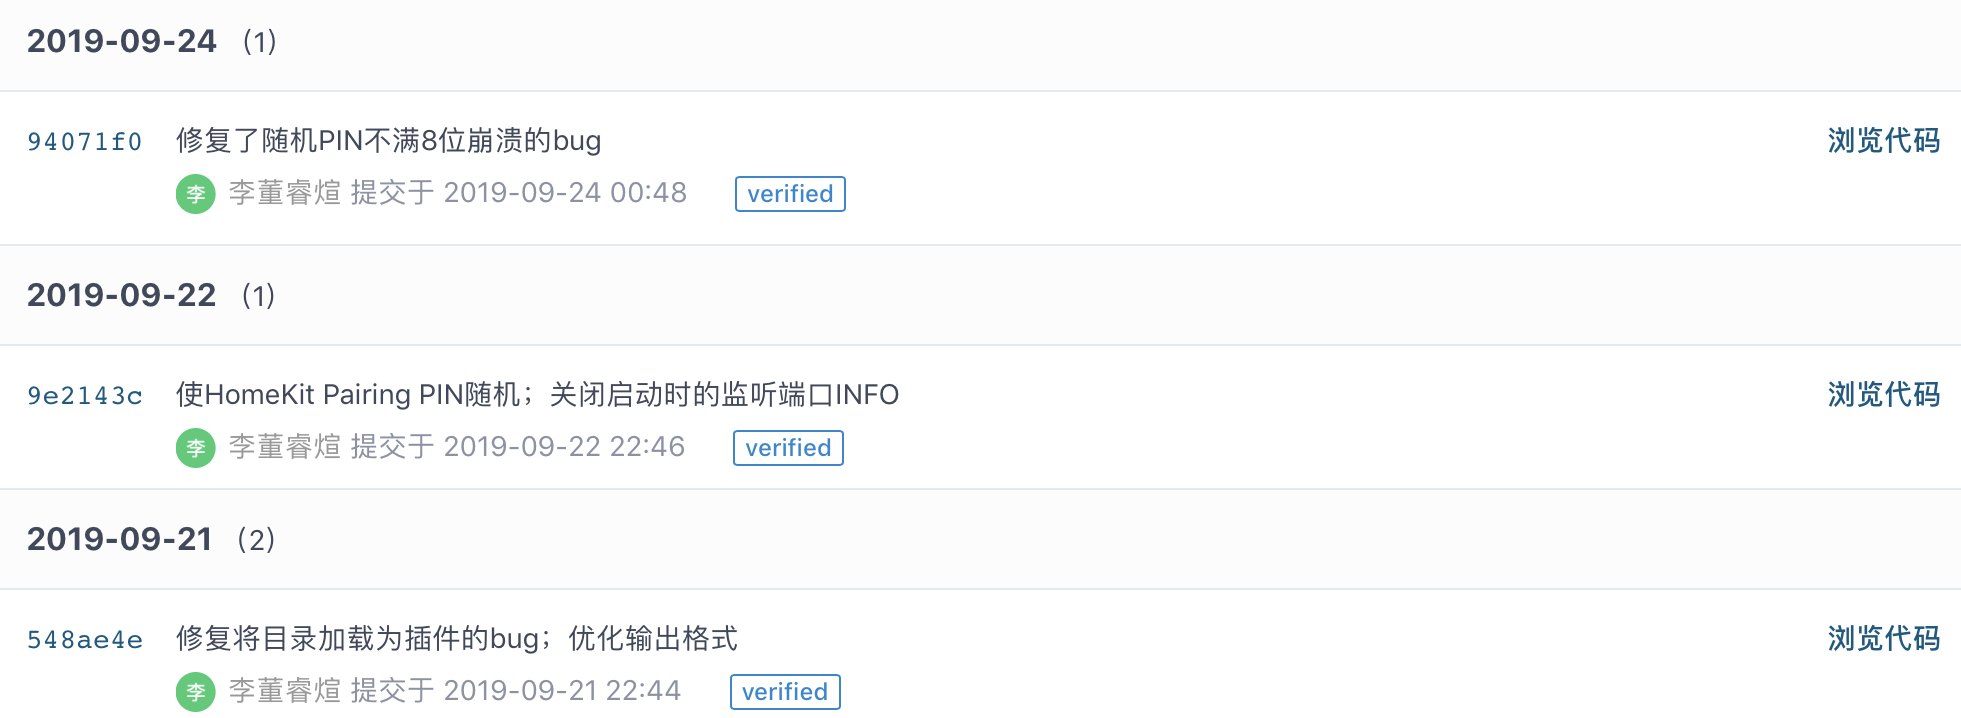 2019-09-24 (1)
94071f0 修复了随机PIN不满8位崩溃的bug 浏览代码
李 李董睿煊 提交于 2019-09-24 00:48 verified
2019-09-22 (1)
9e2143c 使HomeKit Pairing PIN随机；关闭启动时的监听端口INFO 浏览代码
李 李董睿煊 提交于 2019-09-22 22:46 verified
2019-09-21 (2)
548ae4e 修复将目录加载为插件的bug；优化输出格式 浏览代码
李 李董睿煊 提交于 2019-09-21 22:44 verified